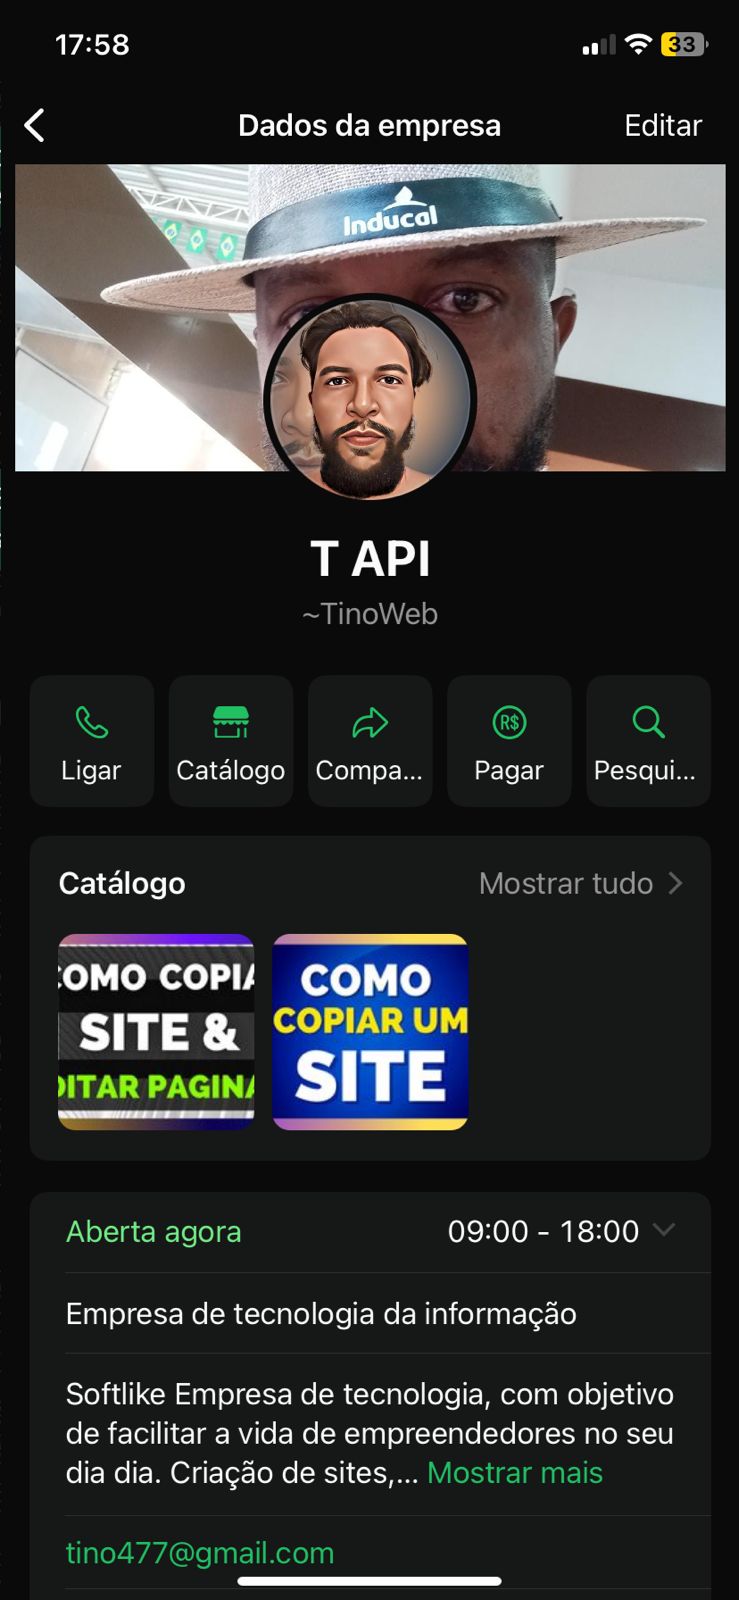 17:58
33
Dados da empresa
Editar
Inducal
T API
~TinoWeb
R$
Ligar
Catálogo
Compa...
Pagar
Pesqui...
Catálogo
Mostrar tudo
COMO COPIA
SITE &
DITAR PAGINA
COMO
COPIAR UM
SITE
Aberta agora
09:00 - 18:00
Empresa de tecnologia da informação
Softlike Empresa de tecnologia, com objetivo
de facilitar a vida de empreendedores no seu
dia dia. Criação de sites,... Mostrar mais
tino477@gmail.com